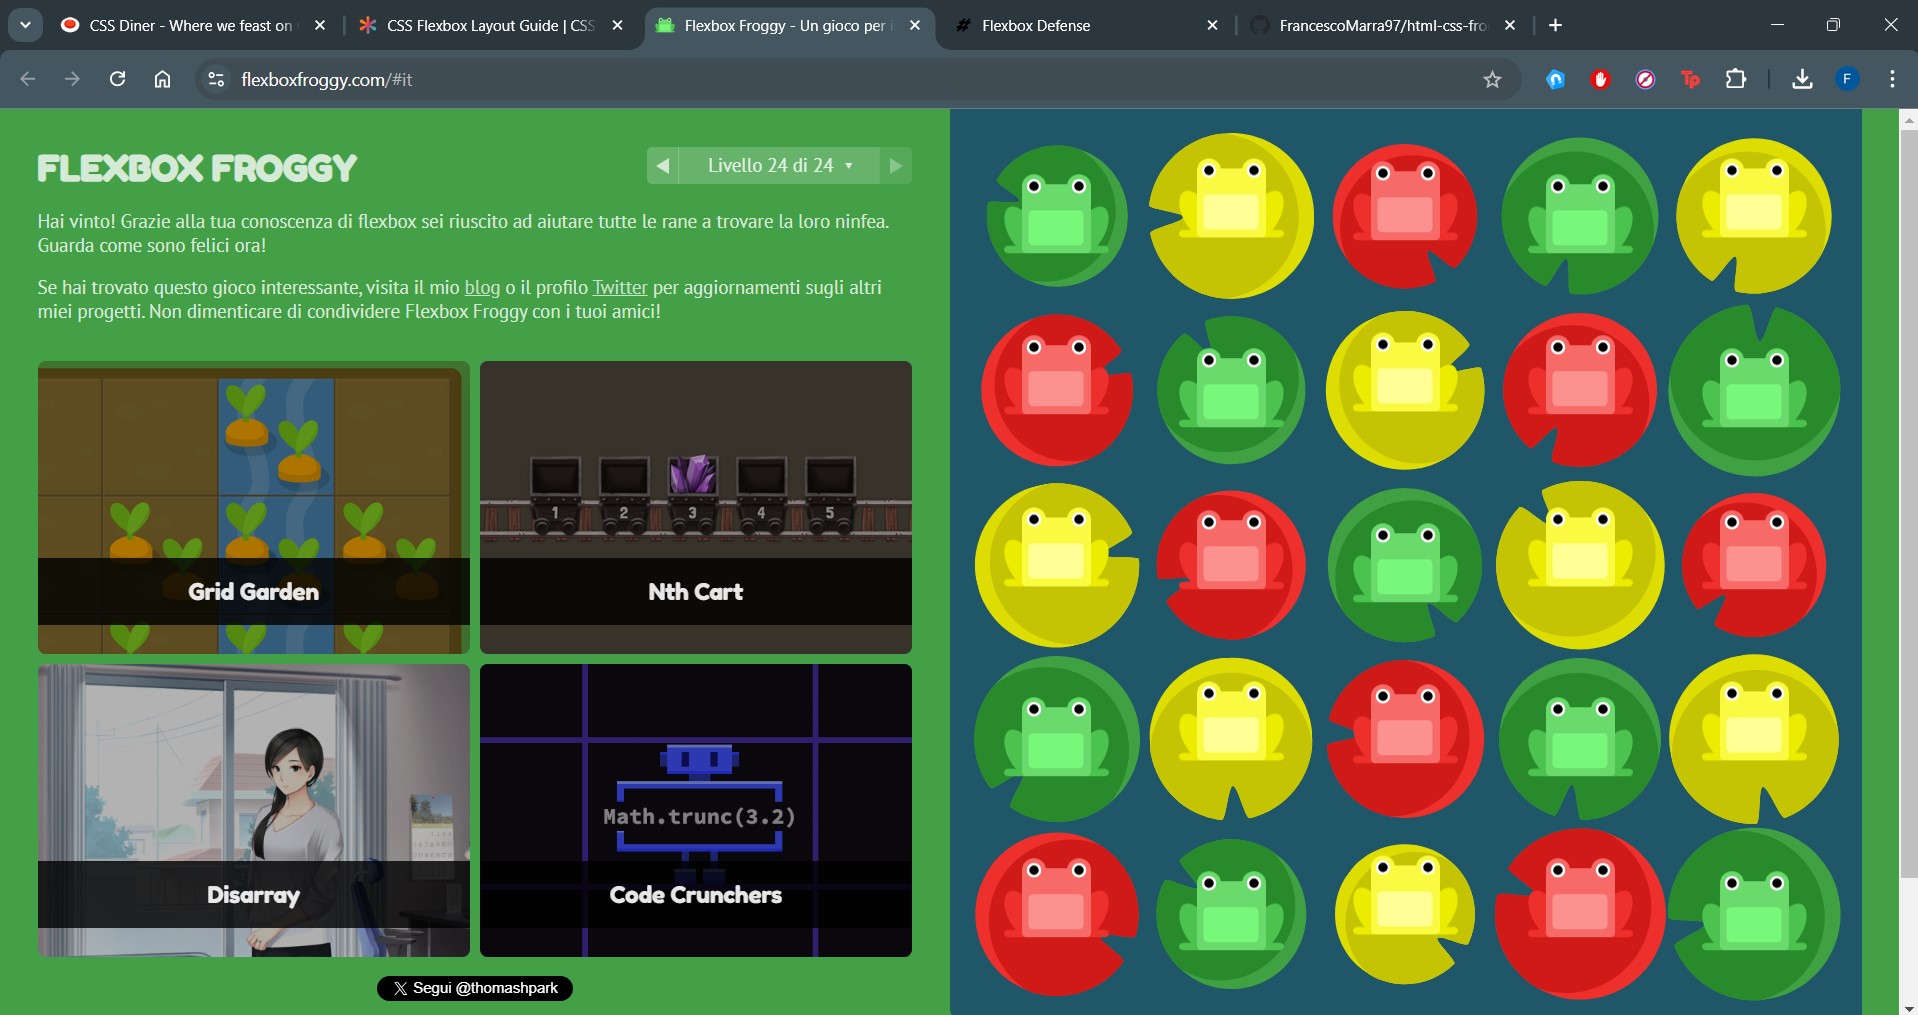 CSS Diner - Where we feast on
CSS Flexbox Layout Guide | CSS
Flexbox Froggy - Un gioco per i
Flexbox Defense
FrancescoMarra97/html-css-fro
flexboxfroggy.com/#it
Tp
F
FLEXBOX FROGGY
Livello 24 di 24
Hai vinto! Grazie alla tua conoscenza di flexbox sei riuscito ad aiutare tutte le rane a trovare la loro ninfea.
Guarda come sono felici ora!
Se hai trovato questo gioco interessante, visita il mio blog o il profilo Twitter per aggiornamenti sugli altri
miei progetti. Non dimenticare di condividere Flexbox Froggy con i tuoi amici!
1 2 3 4 5
Grid Garden
Nth Cart
Math.trunc(3.2)
Disarray
Code Crunchers
Segui @thomashpark